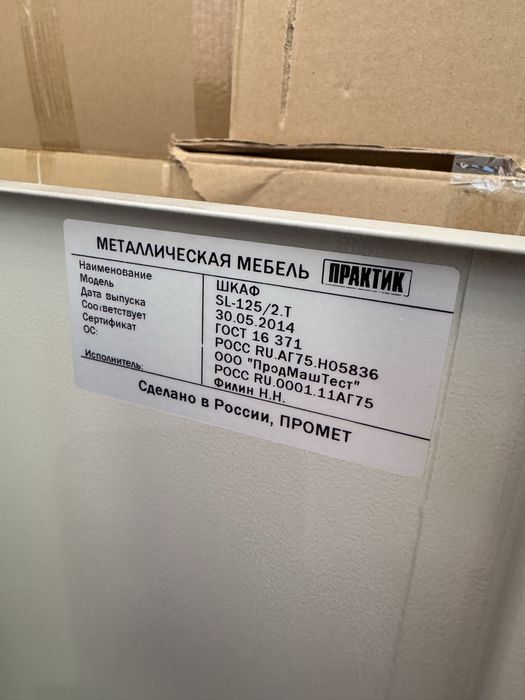 МЕТАЛЛИЧЕСКАЯ МЕБЕЛЬ ПРАКТИК
Наименование ШКАФ
Модель SL-125/2.T
Дата выпуска 30.05.2014
Соответствует ГОСТ 16 371
Сертификат РОСС RU.АГ75.Н05836
ОС: ООО "ПродМашТест"
РОСС RU.0001.11АГ75
Исполнитель: Филин Н.Н.
Сделано в России, ПРОМЕТ